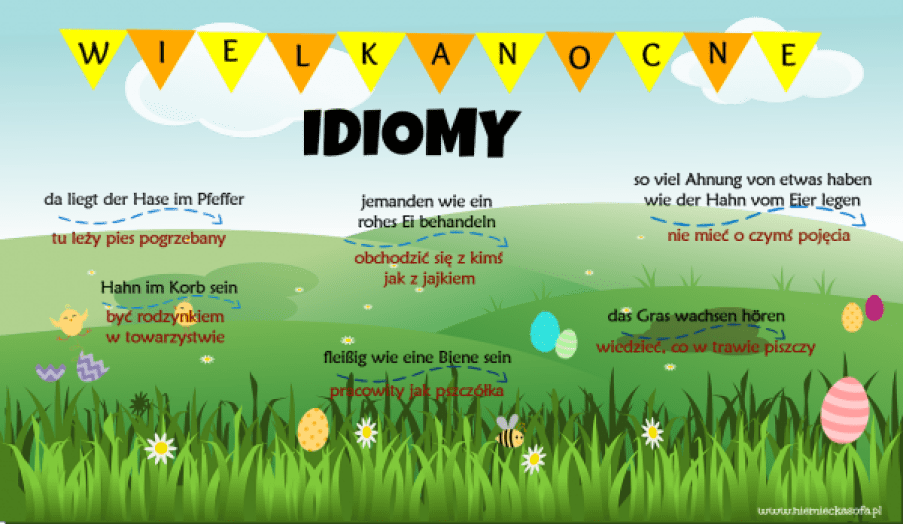 WIELKANOCNE
IDIOMY
da liegt der Hase im Pfeffer
tu leży pies pogrzebany
jemanden wie ein
rohes Ei behandeln
obchodzić się z kimś
jak z jajkiem
so viel Ahnung von etwas haben
wie der Hahn vom Eier legen
nie mieć o czymś pojęcia
Hahn im Korb sein
być rodzynkiem
w towarzystwie
fleißig wie eine Biene sein
pracowity jak pszczółka
das Gras wachsen hören
wiedzieć, co w trawie piszczy
www.niemieckasofa.pl